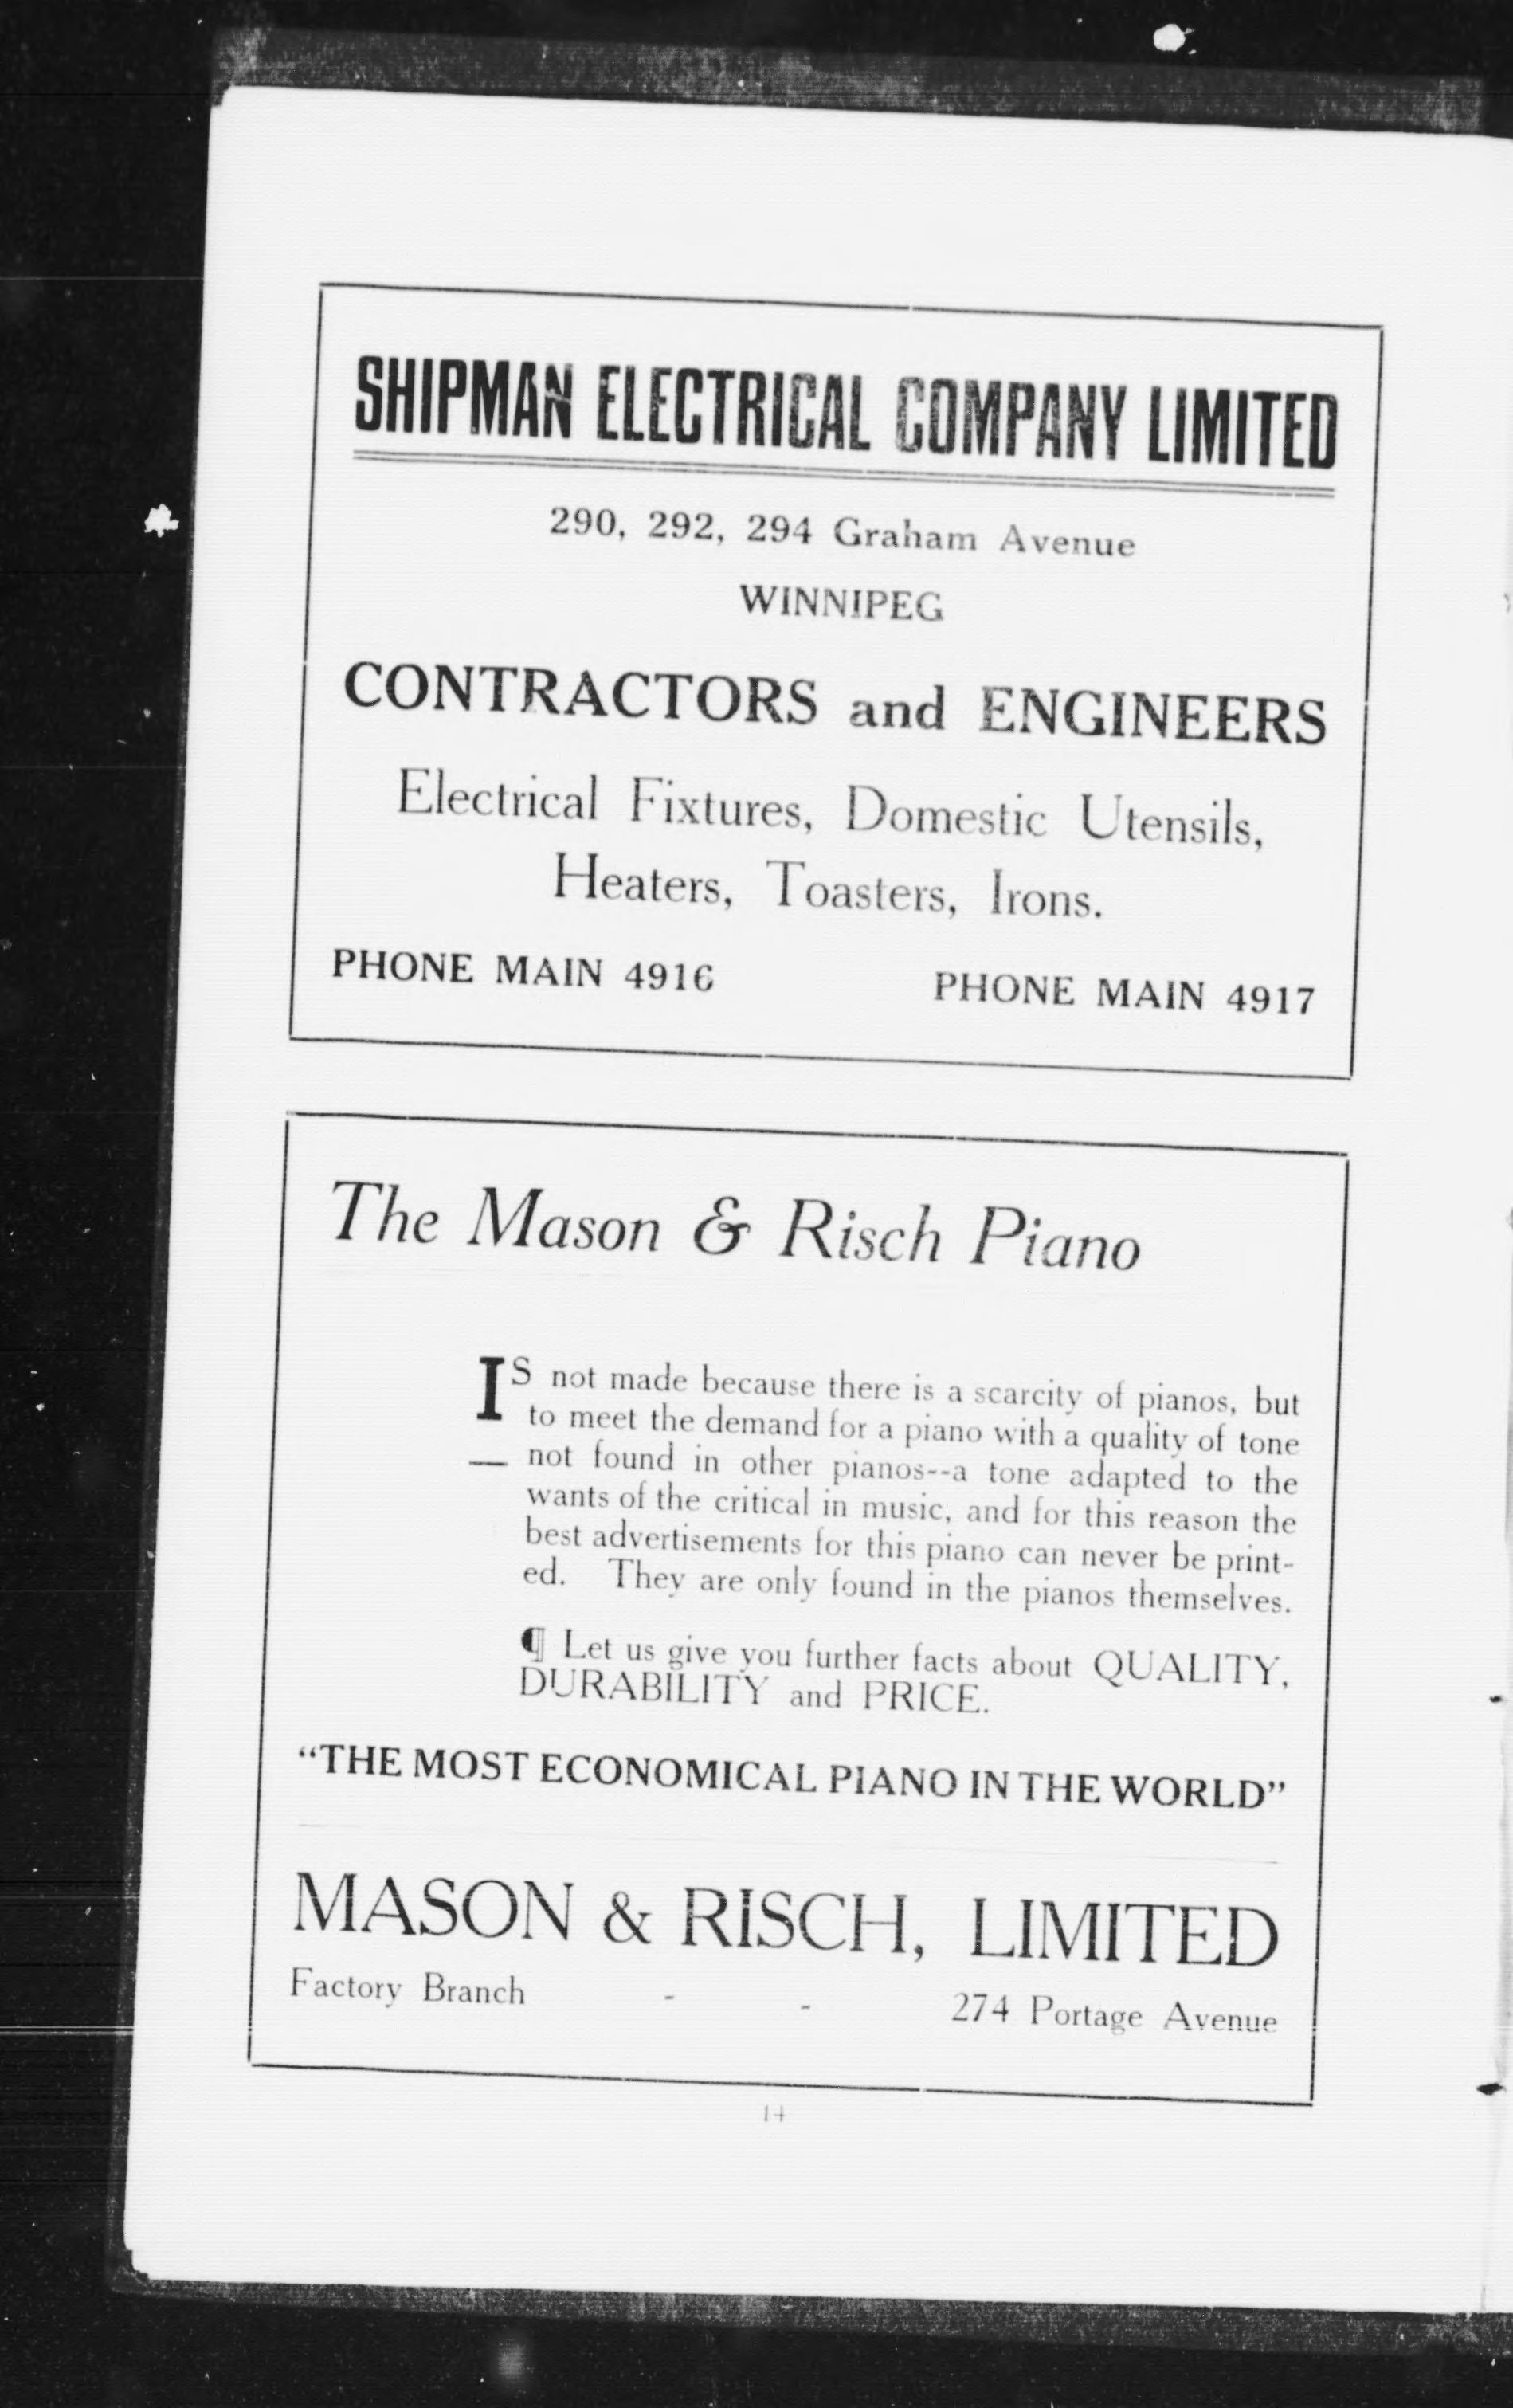 SHIPMAN ELECTRICAL COMPANY LIMITED
290, 292, 294 Graham Avenue
WINNIPEG
CONTRACTORS and ENGINEERS
Electrical Fixtures, Domestic Utensils,
Heaters, Toasters, Irons.
PHONE MAIN 4916 PHONE MAIN 4917
The Mason & Risch Piano
IS not made because there is a scarcity of pianos, but
to meet the demand for a piano with a quality of tone
not found in other pianos--a tone adapted to the
wants of the critical in music, and for this reason the
best advertisements for this piano can never be print-
ed. They are only found in the pianos themselves.
¶ Let us give you further facts about QUALITY,
DURABILITY and PRICE.
“THE MOST ECONOMICAL PIANO IN THE WORLD”
MASON & RISCH, LIMITED
Factory Branch - - 274 Portage Avenue
14